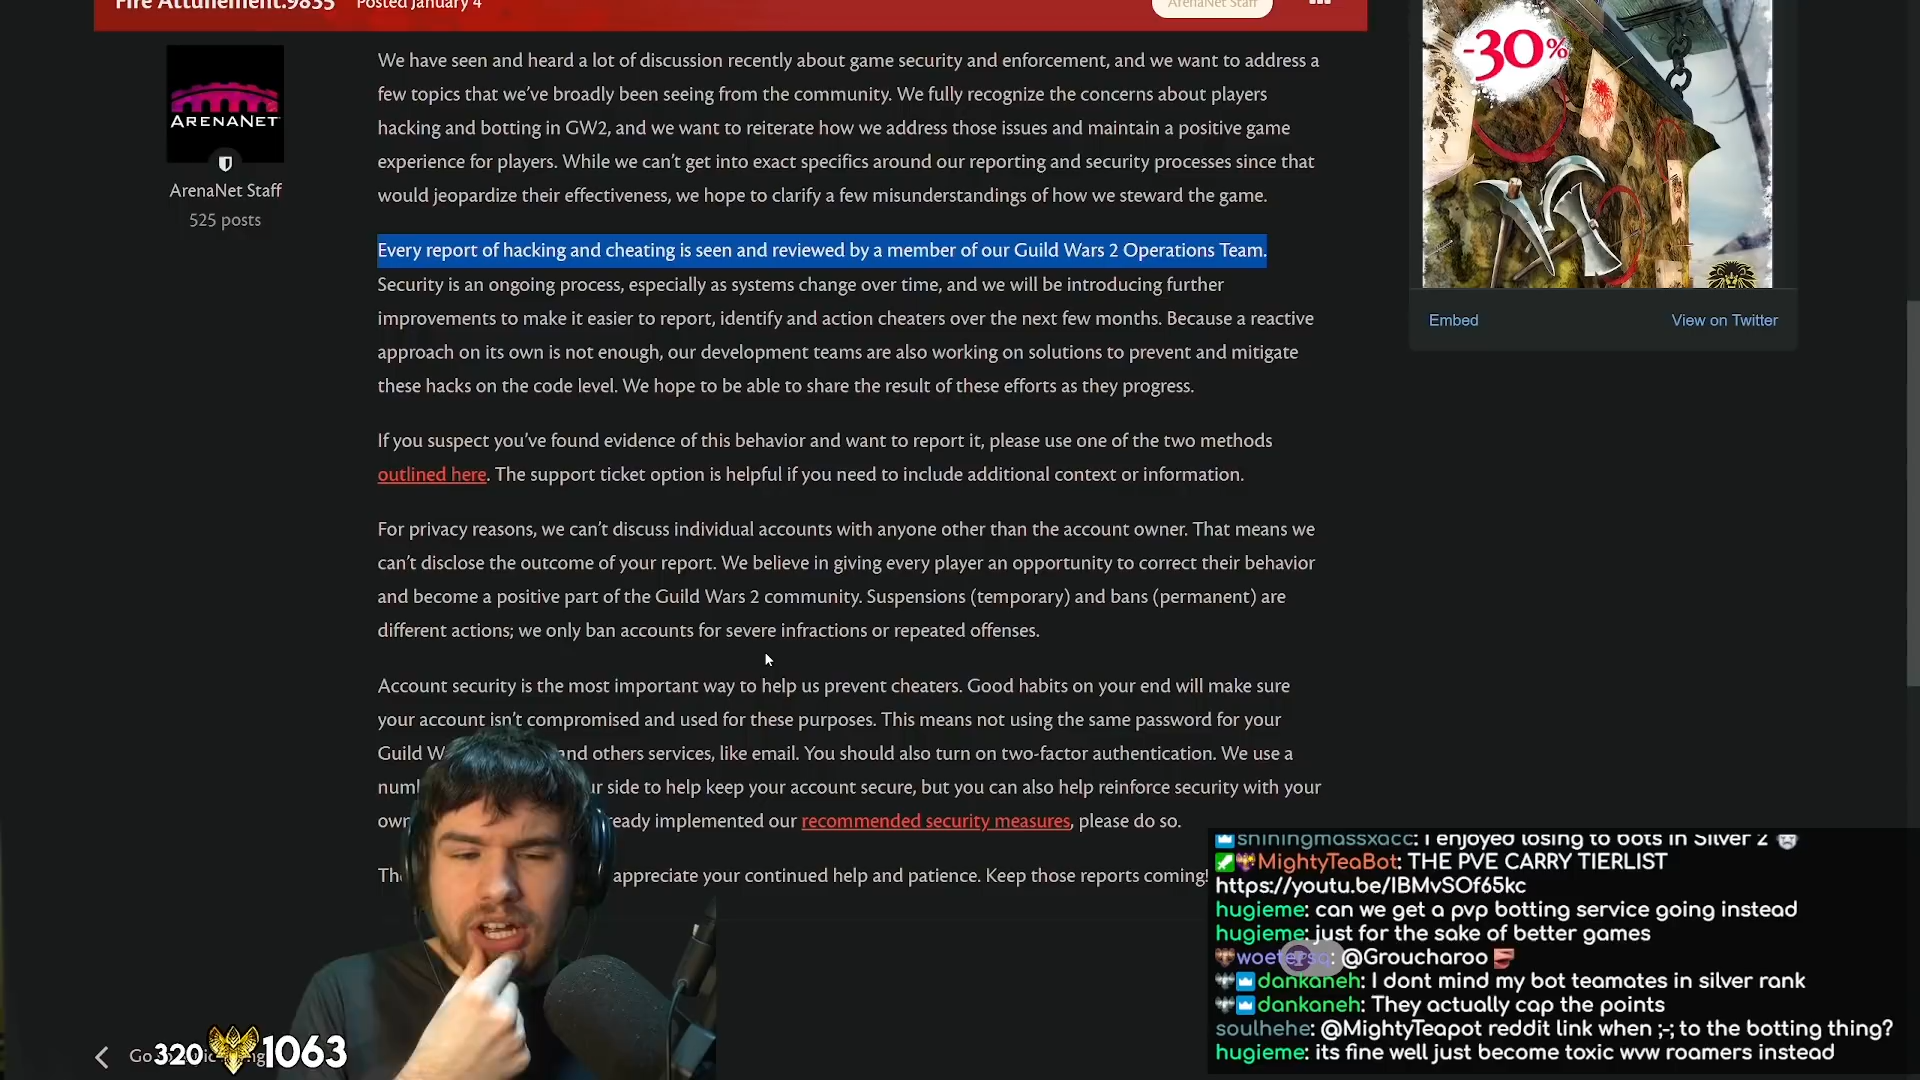 Fire Attunement.9835 Posted January 4
ArenaNet Staff
ARENANET
ArenaNet Staff
525 posts
We have seen and heard a lot of discussion recently about game security and enforcement, and we want to address a
few topics that we've broadly been seeing from the community. We fully recognize the concerns about players
hacking and botting in GW2, and we want to reiterate how we address those issues and maintain a positive game
experience for players. While we can't get into exact specifics around our reporting and security processes since that
would jeopardize their effectiveness, we hope to clarify a few misunderstandings of how we steward the game.
Every report of hacking and cheating is seen and reviewed by a member of our Guild Wars 2 Operations Team.
Security is an ongoing process, especially as systems change over time, and we will be introducing further
improvements to make it easier to report, identify and action cheaters over the next few months. Because a reactive
approach on its own is not enough, our development teams are also working on solutions to prevent and mitigate
these hacks on the code level. We hope to be able to share the result of these efforts as they progress.
If you suspect you've found evidence of this behavior and want to report it, please use one of the two methods
outlined here. The support ticket option is helpful if you need to include additional context or information.
For privacy reasons, we can't discuss individual accounts with anyone other than the account owner. That means we
can't disclose the outcome of your report. We believe in giving every player an opportunity to correct their behavior
and become a positive part of the Guild Wars 2 community. Suspensions (temporary) and bans (permanent) are
different actions; we only ban accounts for severe infractions or repeated offenses.
Account security is the most important way to help us prevent cheaters. Good habits on your end will make sure
your account isn't compromised and used for these purposes. This means not using the same password for your
Guild and others services, like email. You should also turn on two-factor authentication. We use a
side to help keep your account secure, but you can also help reinforce security with your
implemented our recommended security measures, please do so.
appreciate your continued help and patience. Keep those reports coming!
-30%
Embed View on Twitter
shiningmassxacc: I enjoyed losing to bots in Silver 2
MightyTeaBot: THE PVE CARRY TIERLIST
https://youtu.be/IBMvSOf65kc
hugieme: can we get a pvp botting service going instead
hugieme: just for the sake of better games
woetersq: @Groucharoo
dankaneh: I dont mind my bot teammates in silver rank
dankaneh: They actually cap the points
soulhehe: @MightyTeapot reddit link when ;-; to the botting thing?
hugieme: its fine well just become toxic wvw roamers instead
Go 320 1063